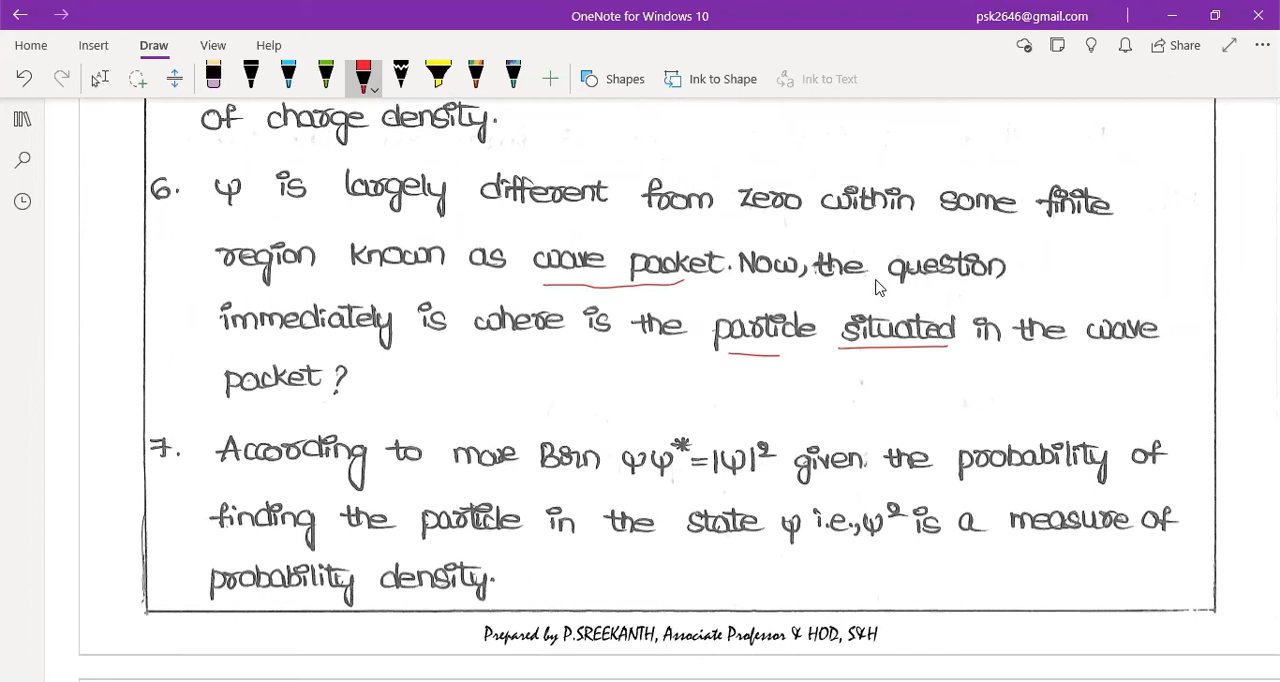 OneNote for Windows 10
psk2646@gmail.com
Home Insert Draw View Help
Share
Shapes Ink to Shape Ink to Text
of charge density.
6. ψ is largely different from zero within some finite
region known as wave packet. Now, the question
immediately is where is the particle situated in the wave
packet?
7. According to max Born ψψ*=|ψ|² given the probability of
finding the particle in the state ψ i.e., ψ² is a measure of
probability density.
Prepared by P.SREEKANTH, Associate Professor & HOD, S&H